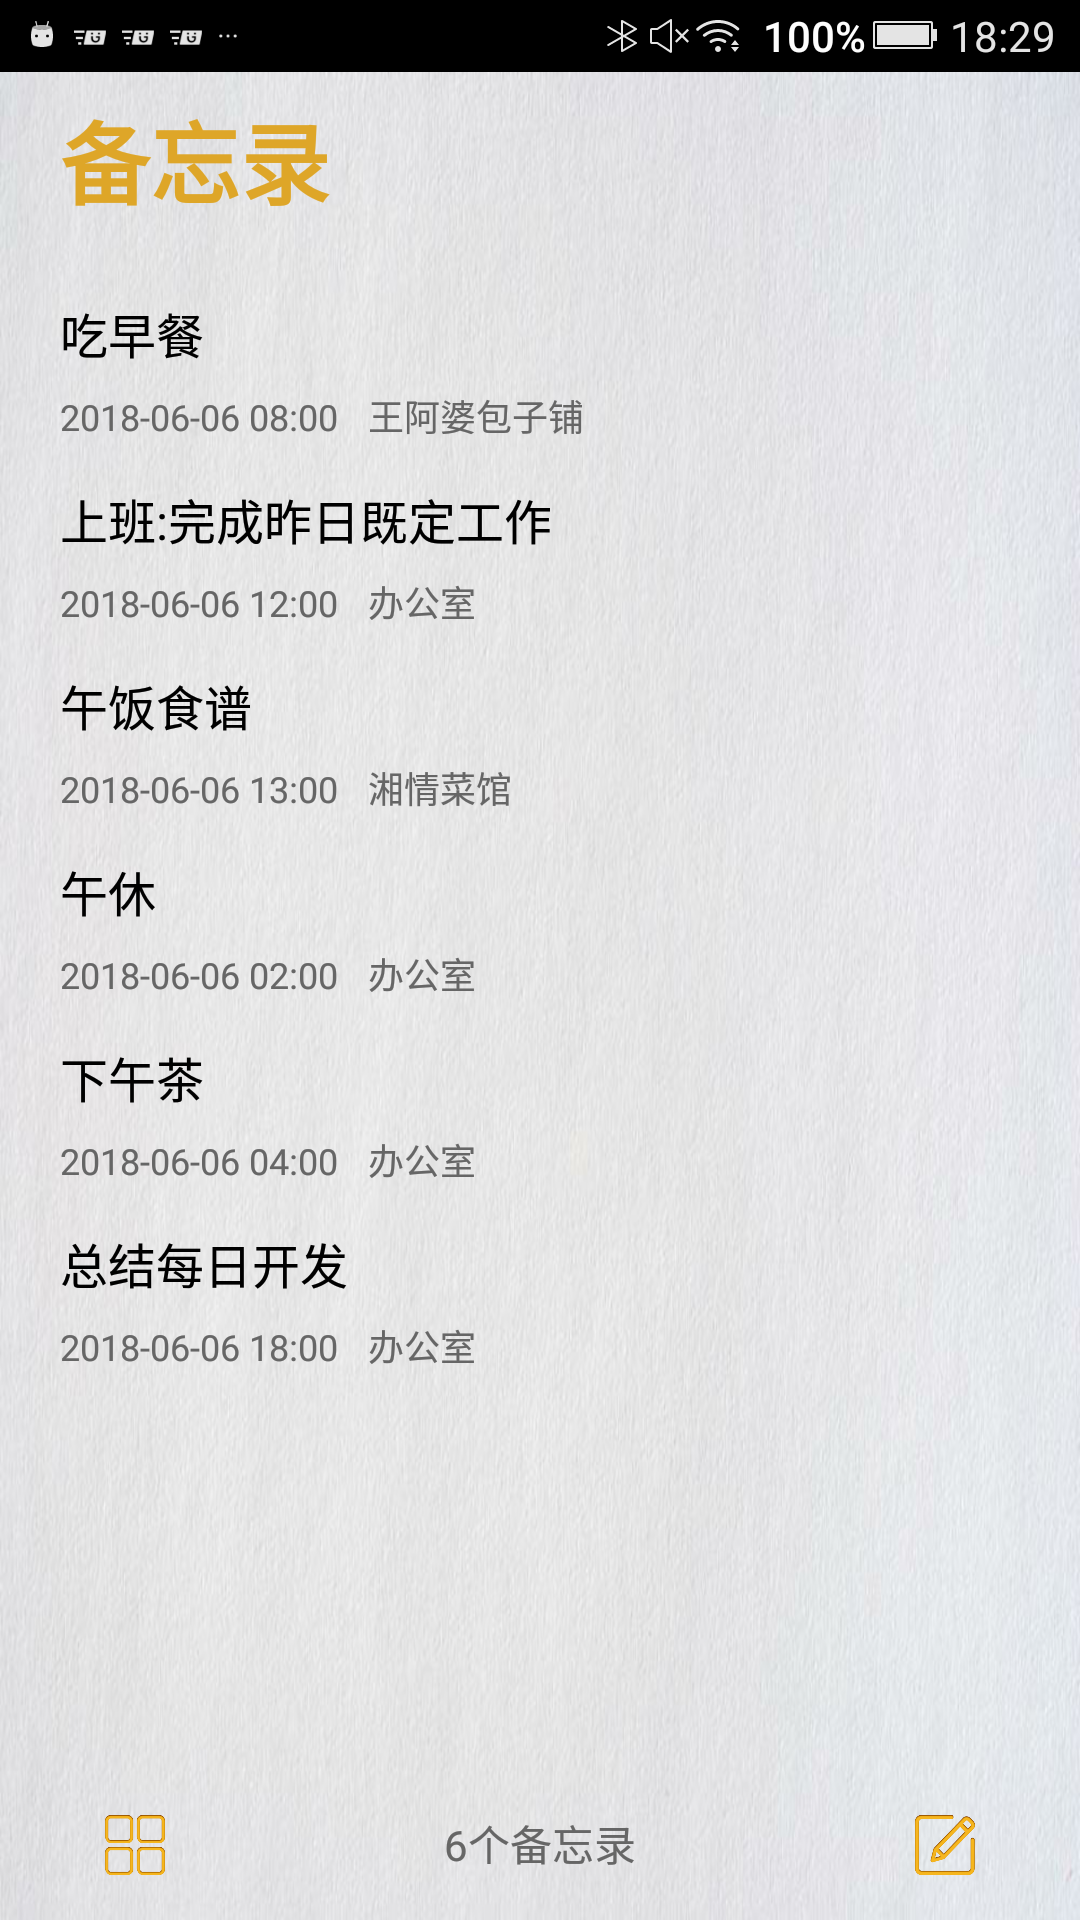 100% 18:29
备忘录
吃早餐
2018-06-06 08:00 王阿婆包子铺
上班:完成昨日既定工作
2018-06-06 12:00 办公室
午饭食谱
2018-06-06 13:00 湘情菜馆
午休
2018-06-06 02:00 办公室
下午茶
2018-06-06 04:00 办公室
总结每日开发
2018-06-06 18:00 办公室
6个备忘录